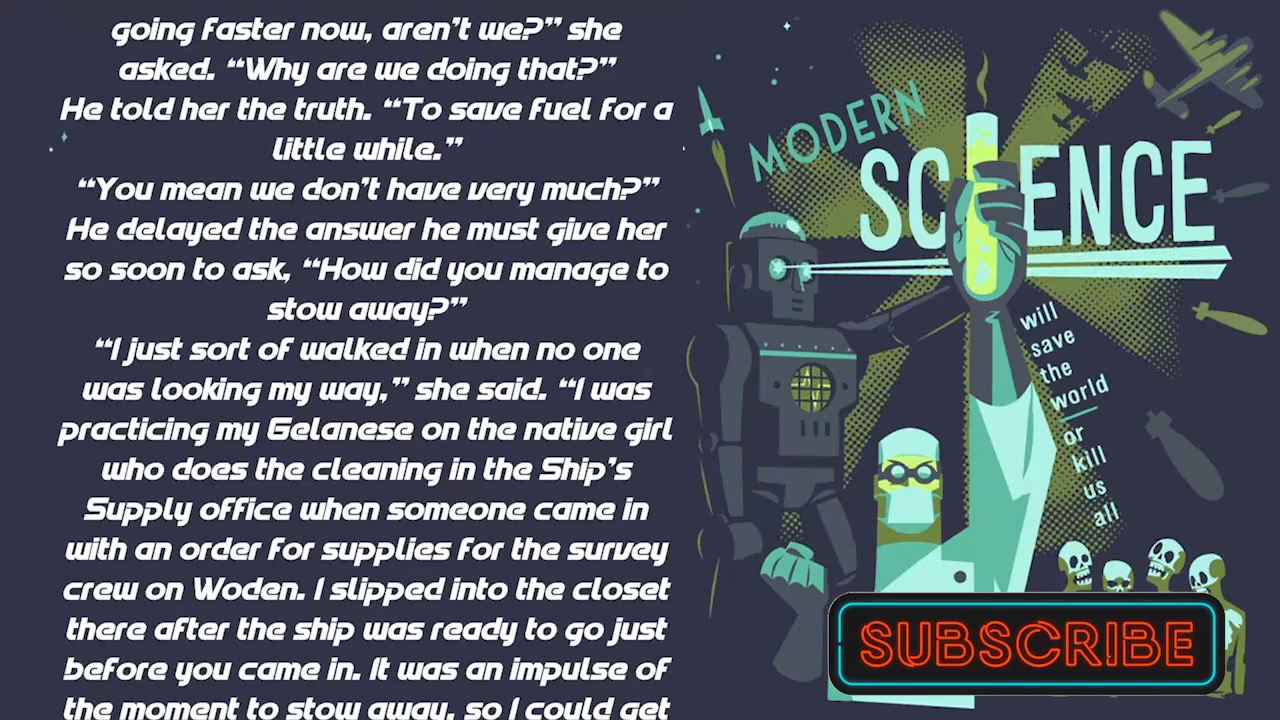 going faster now, aren't we?” she
asked. “Why are we doing that?”
He told her the truth. “To save fuel for a
little while.”
“You mean we don't have very much?”
He delayed the answer he must give her
so soon to ask, “How did you manage to
stow away?”
“I just sort of walked in when no one
was looking my way,” she said. “I was
practicing my Gelanese on the native girl
who does the cleaning in the Ship's
Supply office when someone came in
with an order for supplies for the survey
crew on Woden. I slipped into the closet
there after the ship was ready to go just
before you came in. It was an impulse of
the moment to stow away, so I could get
MODERN
SCIENCE
will
save
the
world
or
kill
us
all
SUBSCRIBE